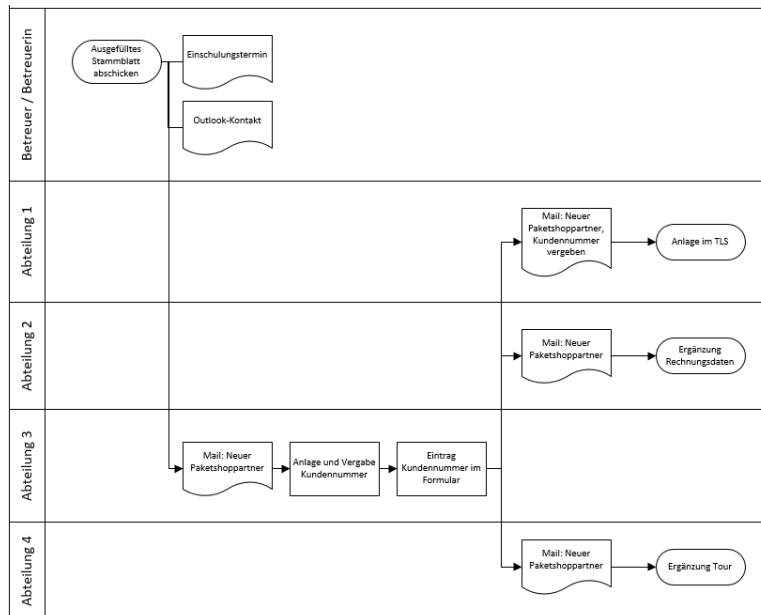 Betreuer / Betreuerin
Ausgefülltes
Stammblatt
abschicken
Einschulungstermin
Outlook-Kontakt
Abteilung 1
Mail: Neuer
Paketshoppartner,
Kundennummer
vergeben
Anlage im TLS
Abteilung 2
Mail: Neuer
Paketshoppartner
Ergänzung
Rechnungsdaten
Abteilung 3
Mail: Neuer
Paketshoppartner
Anlage und Vergabe
Kundennummer
Eintrag
Kundennummer im
Formular
Abteilung 4
Mail: Neuer
Paketshoppartner
Ergänzung Tour